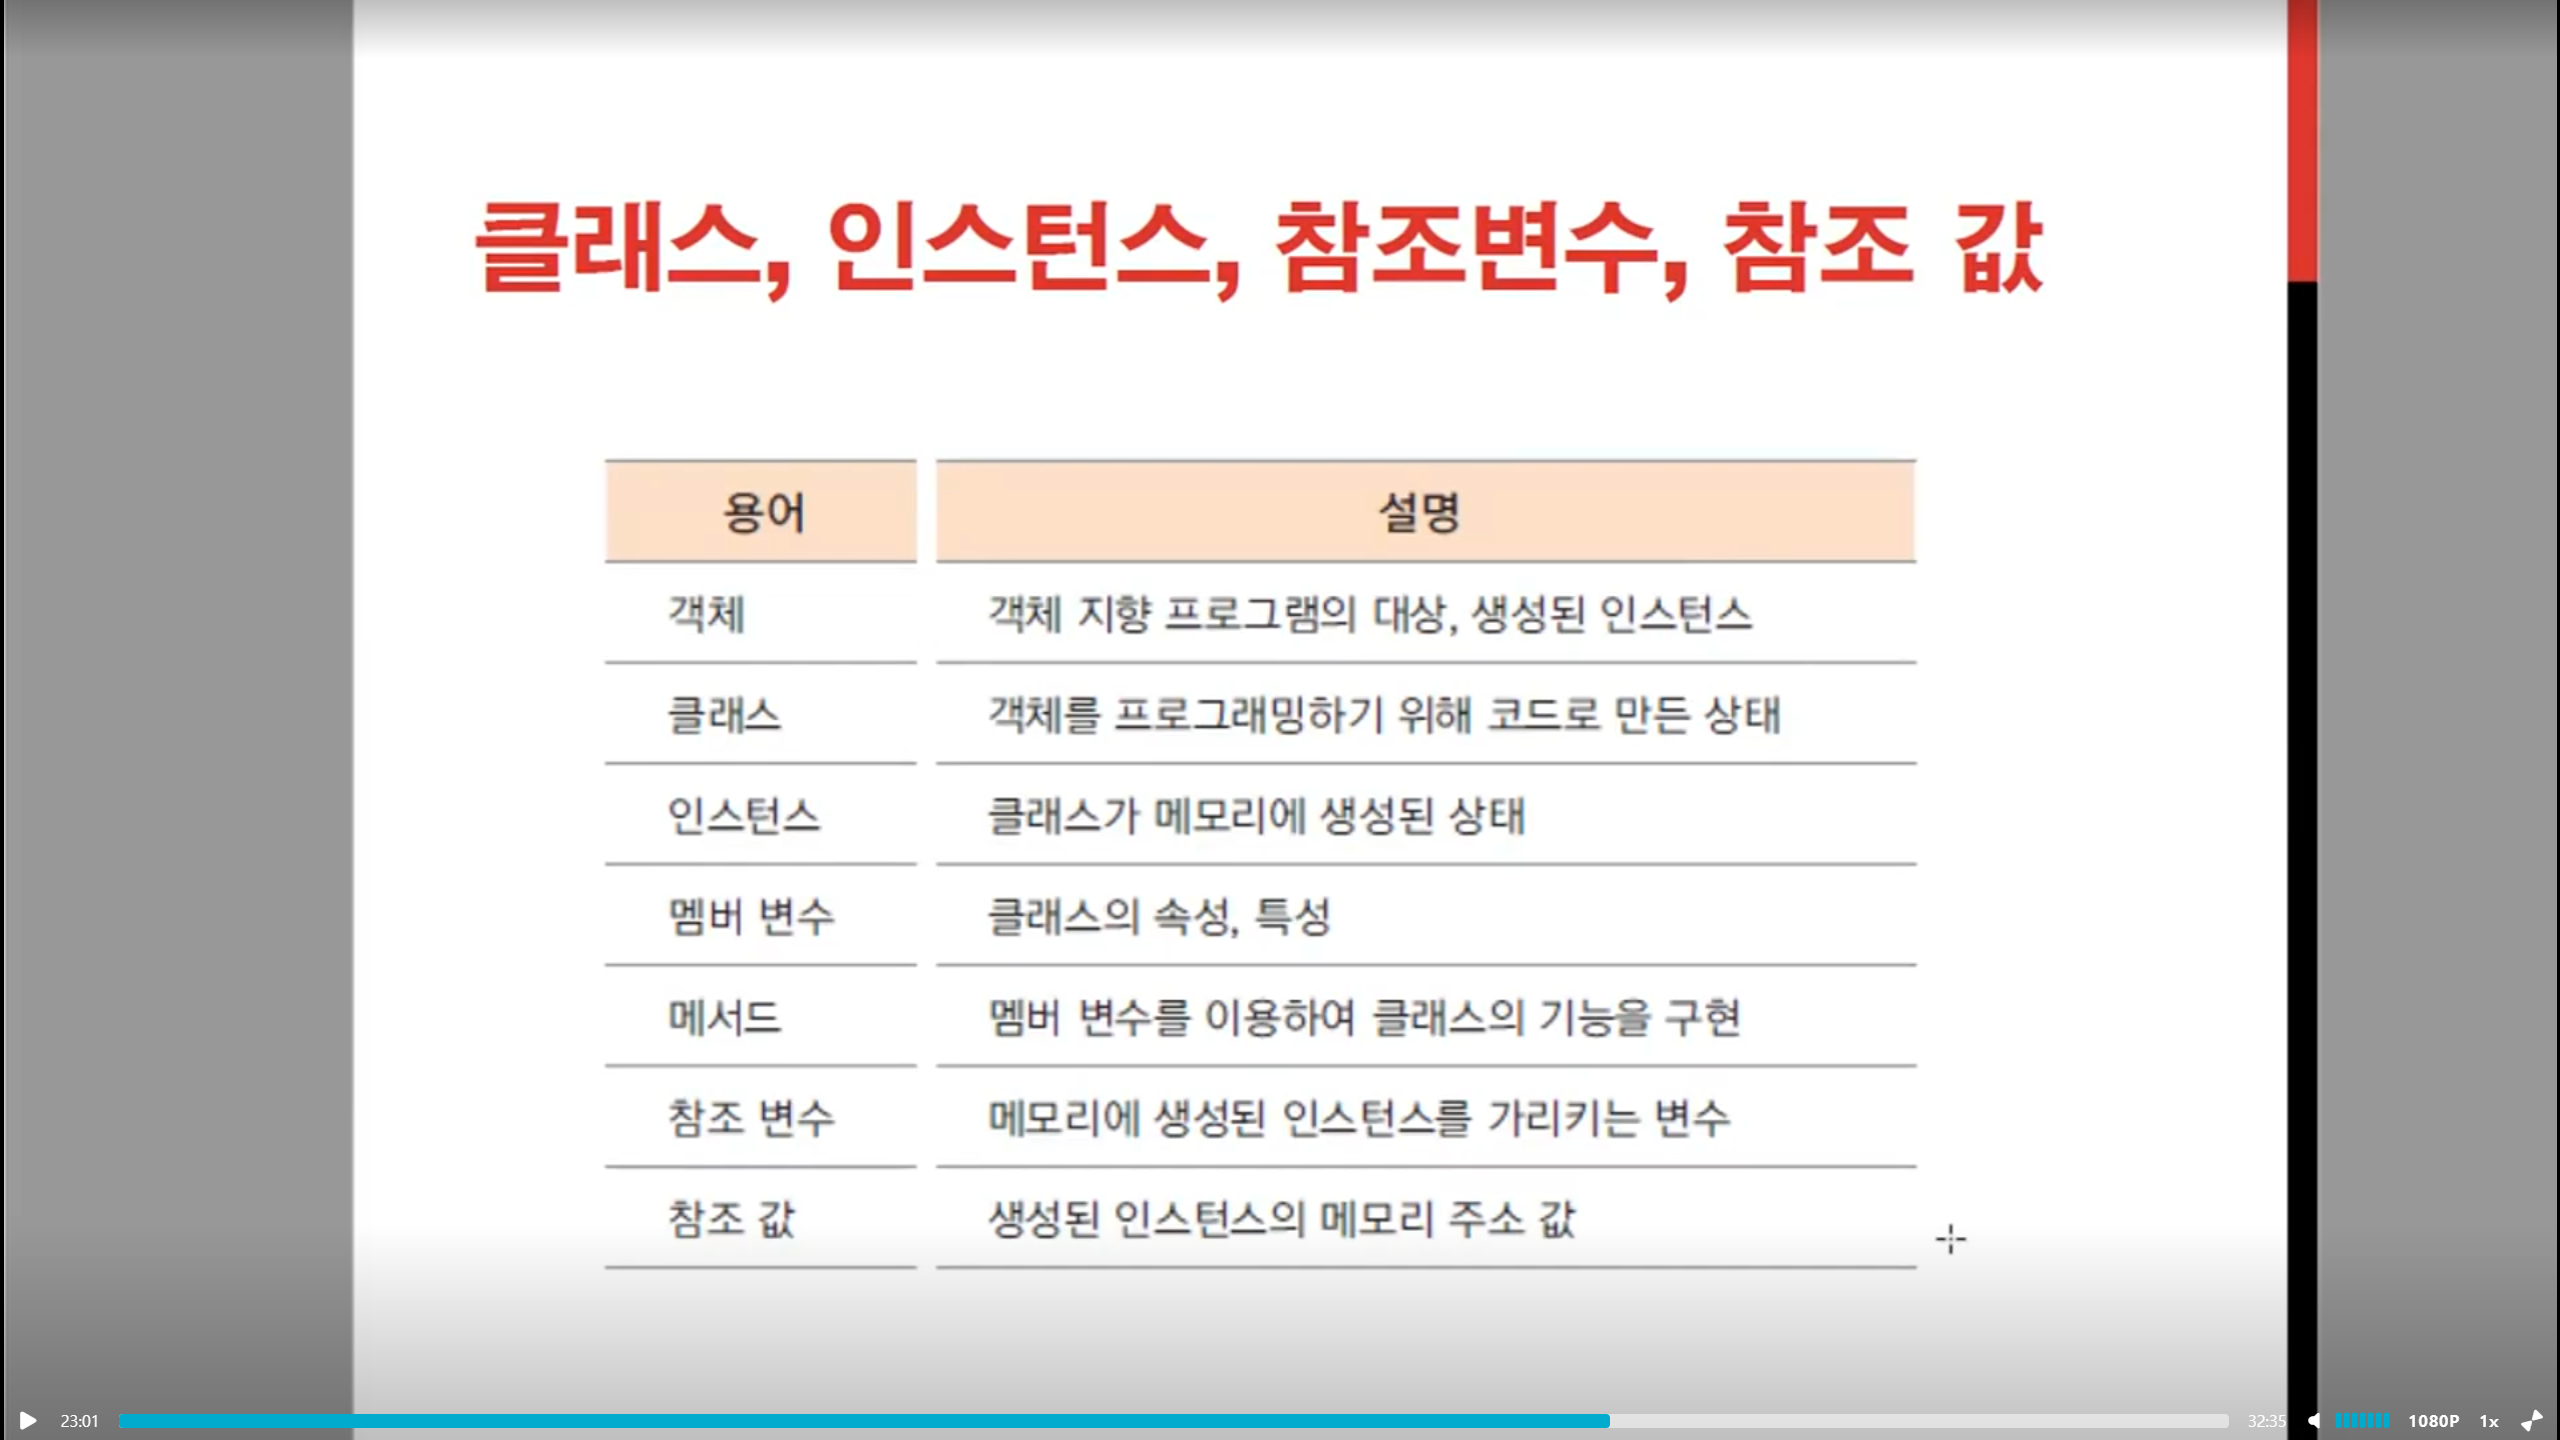 클래스, 인스턴스, 참조변수, 참조 값
용어 설명
객체 객체 지향 프로그램의 대상, 생성된 인스턴스
클래스 객체를 프로그래밍하기 위해 코드로 만든 상태
인스턴스 클래스가 메모리에 생성된 상태
멤버 변수 클래스의 속성, 특성
메서드 멤버 변수를 이용하여 클래스의 기능을 구현
참조 변수 메모리에 생성된 인스턴스를 가리키는 변수
참조 값 생성된 인스턴스의 메모리 주소 값
23:01 32:35 1080P 1x